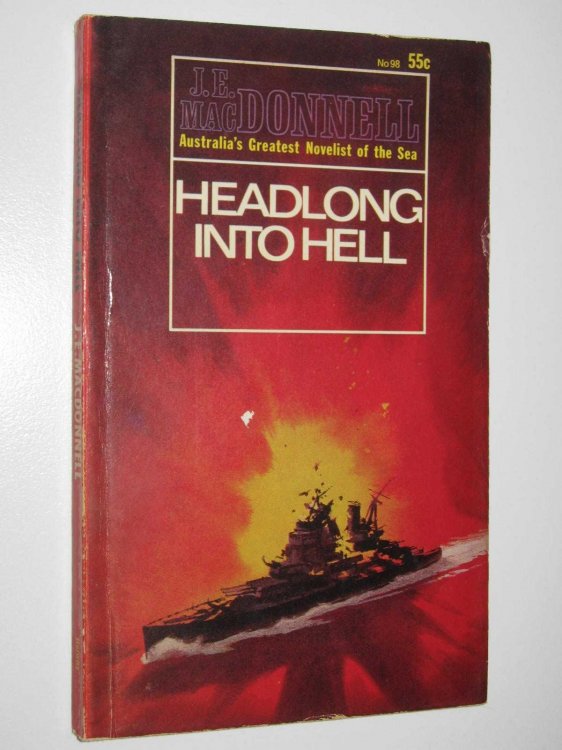 No 98 55c
J.E.
MACDONNELL
Australia's Greatest Novelist of the Sea
HEADLONG
INTO HELL
J.E. MACDONNELL